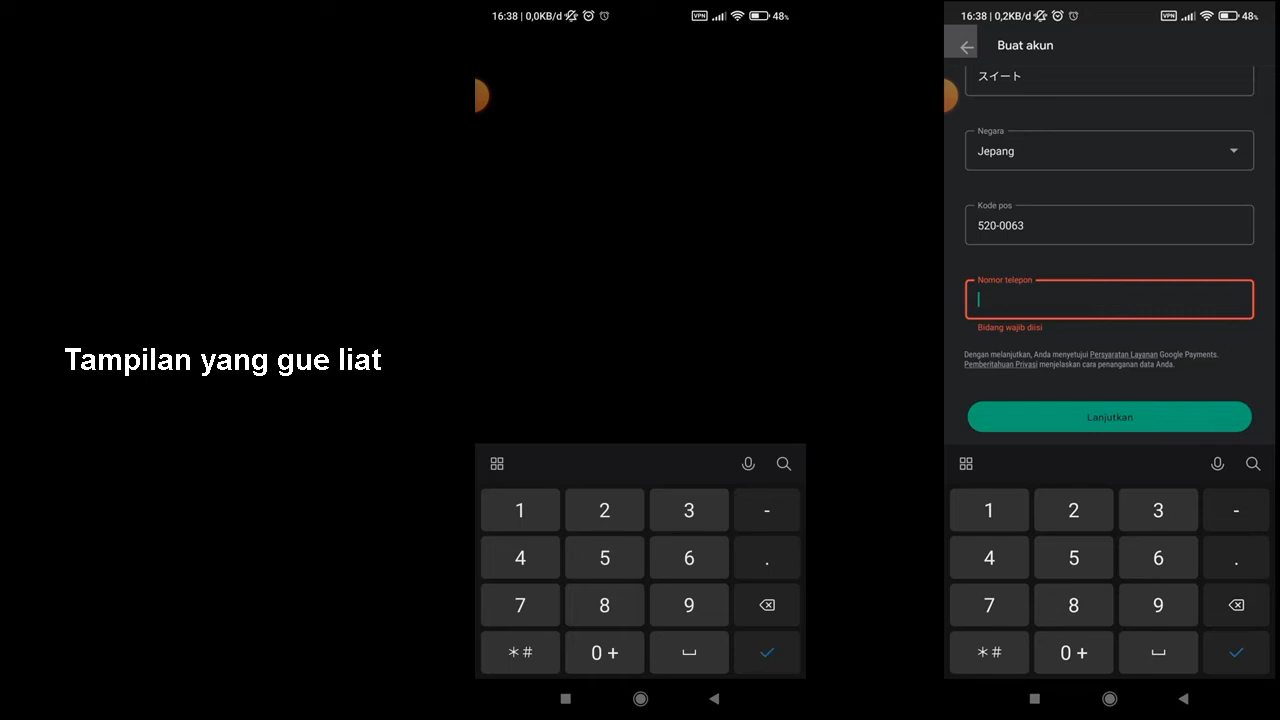 Tampilan yang gue liat
16:38 | 0,0KB/d
VPN
48%
1 2 3 -
4 5 6 .
7 8 9
*# 0 +
16:38 | 0,2KB/d
VPN
48%
Buat akun
スイート
Negara
Jepang
Kode pos
520-0063
Nomor telepon
Bidang wajib diisi
Dengan melanjutkan, Anda menyetujui Persyaratan Layanan Google Payments.
Pemberitahuan Privasi menjelaskan cara penanganan data Anda.
Lanjutkan
1 2 3 -
4 5 6 .
7 8 9
*# 0 +